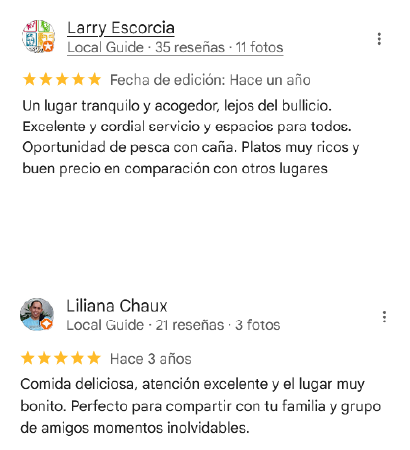 Larry Escorcia
Local Guide · 35 reseñas · 11 fotos
Fecha de edición: Hace un año
Un lugar tranquilo y acogedor, lejos del bullicio.
Excelente y cordial servicio y espacios para todos.
Oportunidad de pesca con caña. Platos muy ricos y
buen precio en comparación con otros lugares
Liliana Chaux
Local Guide · 21 reseñas · 3 fotos
Hace 3 años
Comida deliciosa, atención excelente y el lugar muy
bonito. Perfecto para compartir con tu familia y grupo
de amigos momentos inolvidables.